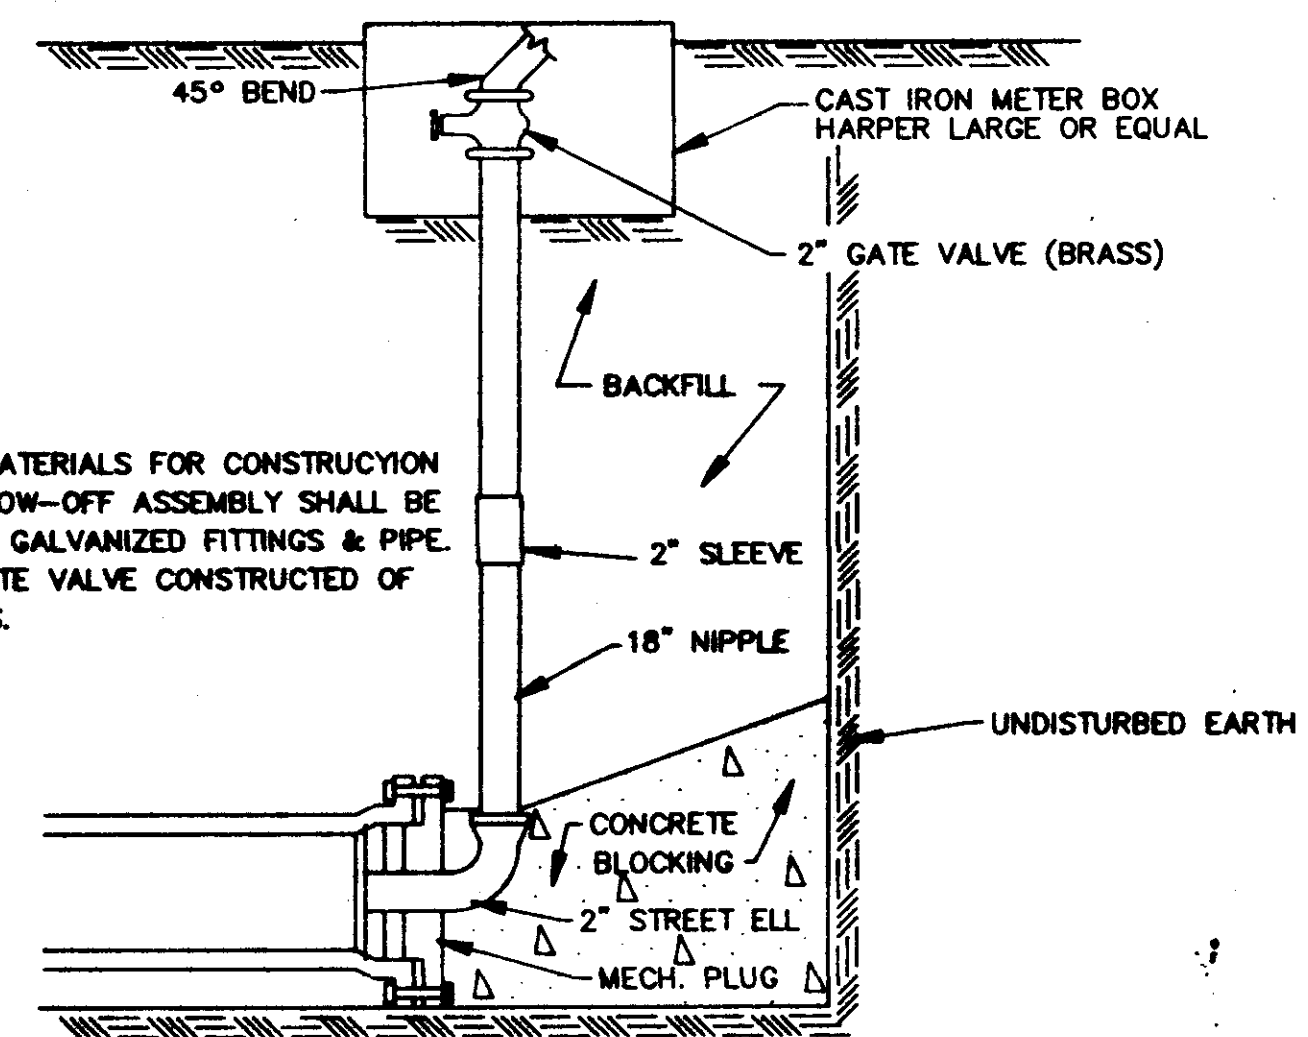 45° BEND
CAST IRON METER BOX
HARPER LARGE OR EQUAL
2" GATE VALVE (BRASS)
BACKFILL
ATERIALS FOR CONSTRUCYION
OW-OFF ASSEMBLY SHALL BE
GALVANIZED FITTINGS & PIPE.
TE VALVE CONSTRUCTED OF
S.
2" SLEEVE
18" NIPPLE
UNDISTURBED EARTH
CONCRETE
BLOCKING
2" STREET ELL
MECH. PLUG